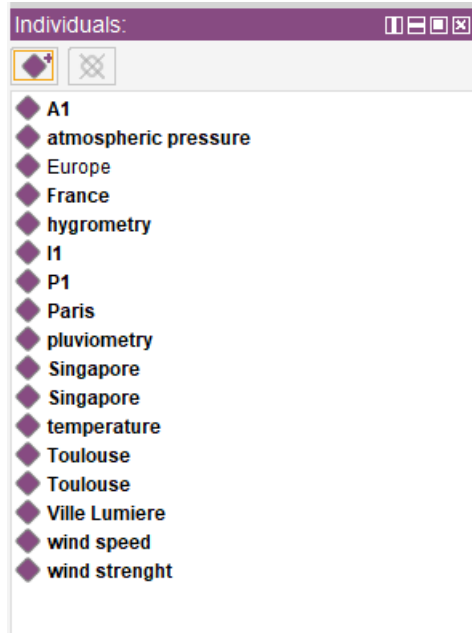 Individuals:
A1
atmospheric pressure
Europe
France
hygrometry
I1
P1
Paris
pluviometry
Singapore
Singapore
temperature
Toulouse
Toulouse
Ville Lumiere
wind speed
wind strenght